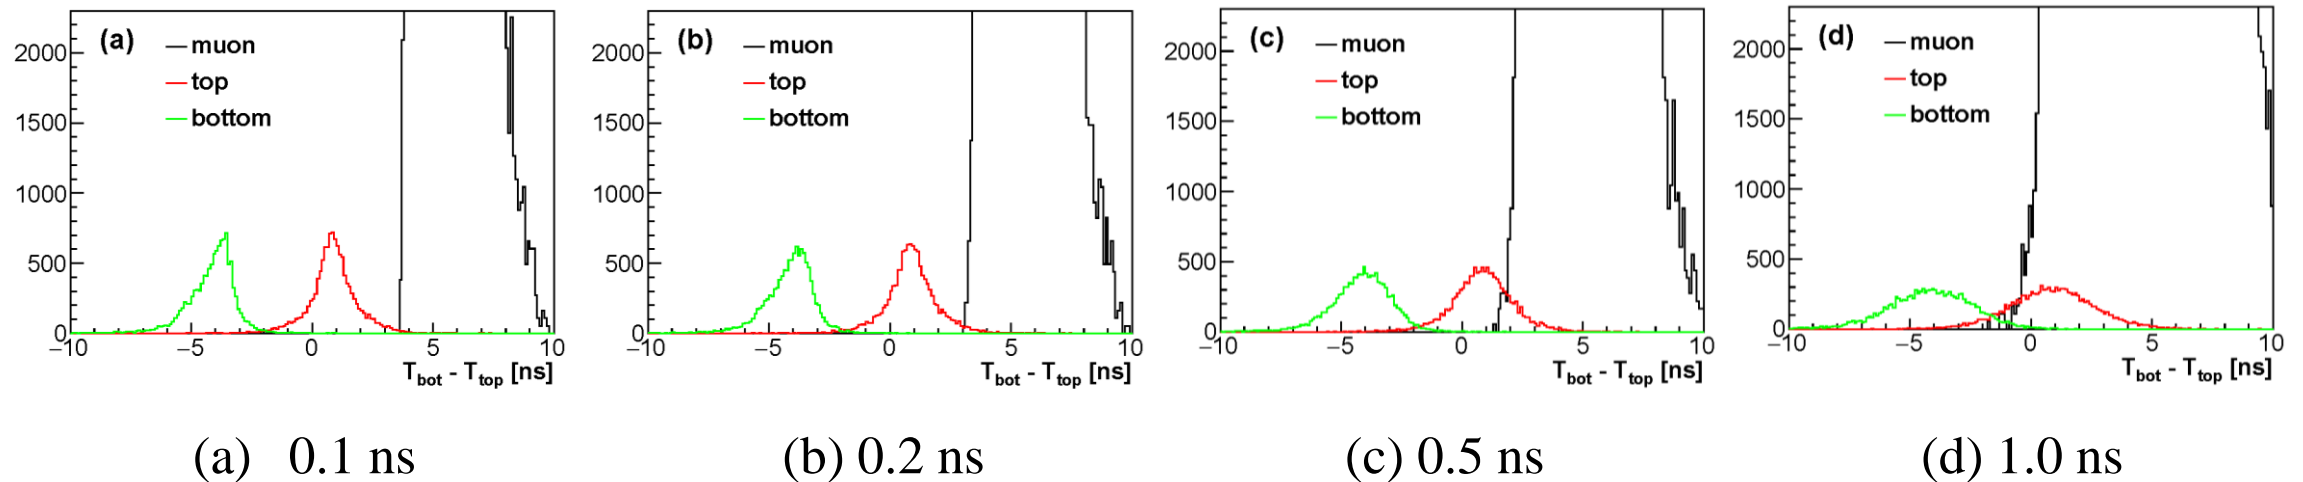 (a)
muon
top
bottom
2000
1500
1000
500
0
−10 −5 0 5 10
Tbot - Ttop [ns]
(b)
muon
top
bottom
2000
1500
1000
500
0
−10 −5 0 5 10
Tbot - Ttop [ns]
(c)
muon
top
bottom
2000
1500
1000
500
0
−10 −5 0 5 10
Tbot - Ttop [ns]
(d)
muon
top
bottom
2000
1500
1000
500
0
−10 −5 0 5 10
Tbot - Ttop [ns]
(a) 0.1 ns
(b) 0.2 ns
(c) 0.5 ns
(d) 1.0 ns